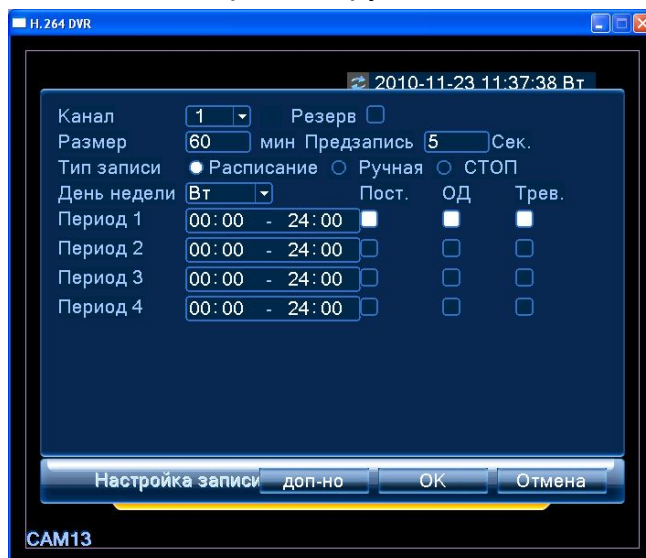 H.264 DVR
2010-11-23 11:37:38 Вт
Канал 1 Резерв
Размер 60 мин Предзапись 5 Сек.
Тип записи Расписание Ручная СТОП
День недели Вт Пост. ОД Трев.
Период 1 00:00 - 24:00
Период 2 00:00 - 24:00
Период 3 00:00 - 24:00
Период 4 00:00 - 24:00
Настройка записи доп-но OK Отмена
CAM13